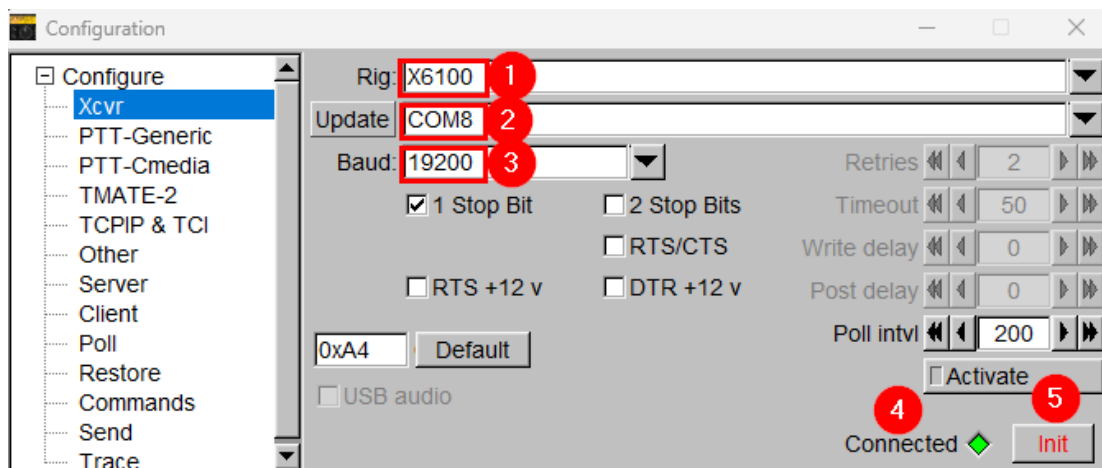 Configuration
Configure
Xcvr
PTT-Generic
PTT-Cmedia
TMATE-2
TCPIP & TCI
Other
Server
Client
Poll
Restore
Commands
Send
Trace
Rig: X6100 1
Update COM8 2
Baud: 19200 3
1 Stop Bit 2 Stop Bits
RTS/CTS
RTS +12 v DTR +12 v
0xA4 Default
USB audio
Retries 2
Timeout 50
Write delay 0
Post delay 0
Poll intvl 200
Activate
4 5
Connected Init